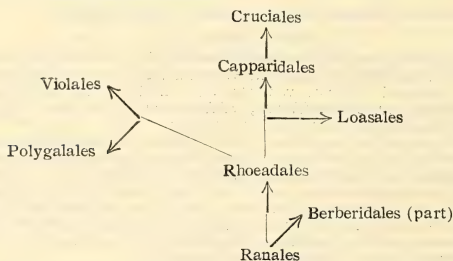 Cruciales
Capparidales
Violales
Loasales
Polygalales
Rhoeadales
Berberidales (part)
Ranales